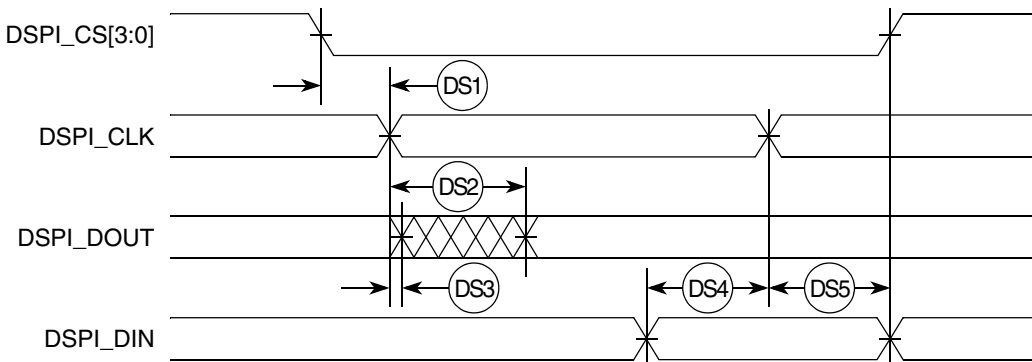 DSPI_CS[3:0]
DS1
DSPI_CLK
DS2
DSPI_DOUT
DS3
DS4
DS5
DSPI_DIN